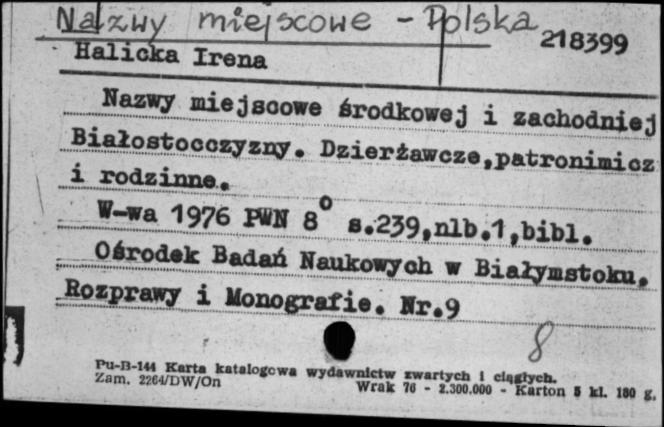 Nazwy miejscowe - Polska
218399
Halicka Irena
Nazwy miejscowe środkowej i zachodniej
Białostocczyzny. Dzierżawcze,patronimicz
i rodzinne.
W-wa 1976 PWN 8° s.239,nlb.1,bibl.
Ośrodek Badań Naukowych w Białymstoku.
Rozprawy i Monografie. Nr.9
8
Pu-B-144 Karta katalogowa wydawnictw zwartych i ciągłych.
Zam. 2264/DW/On Wrak 76 - 2.300.000 - Karton 5 kl. 180 g.